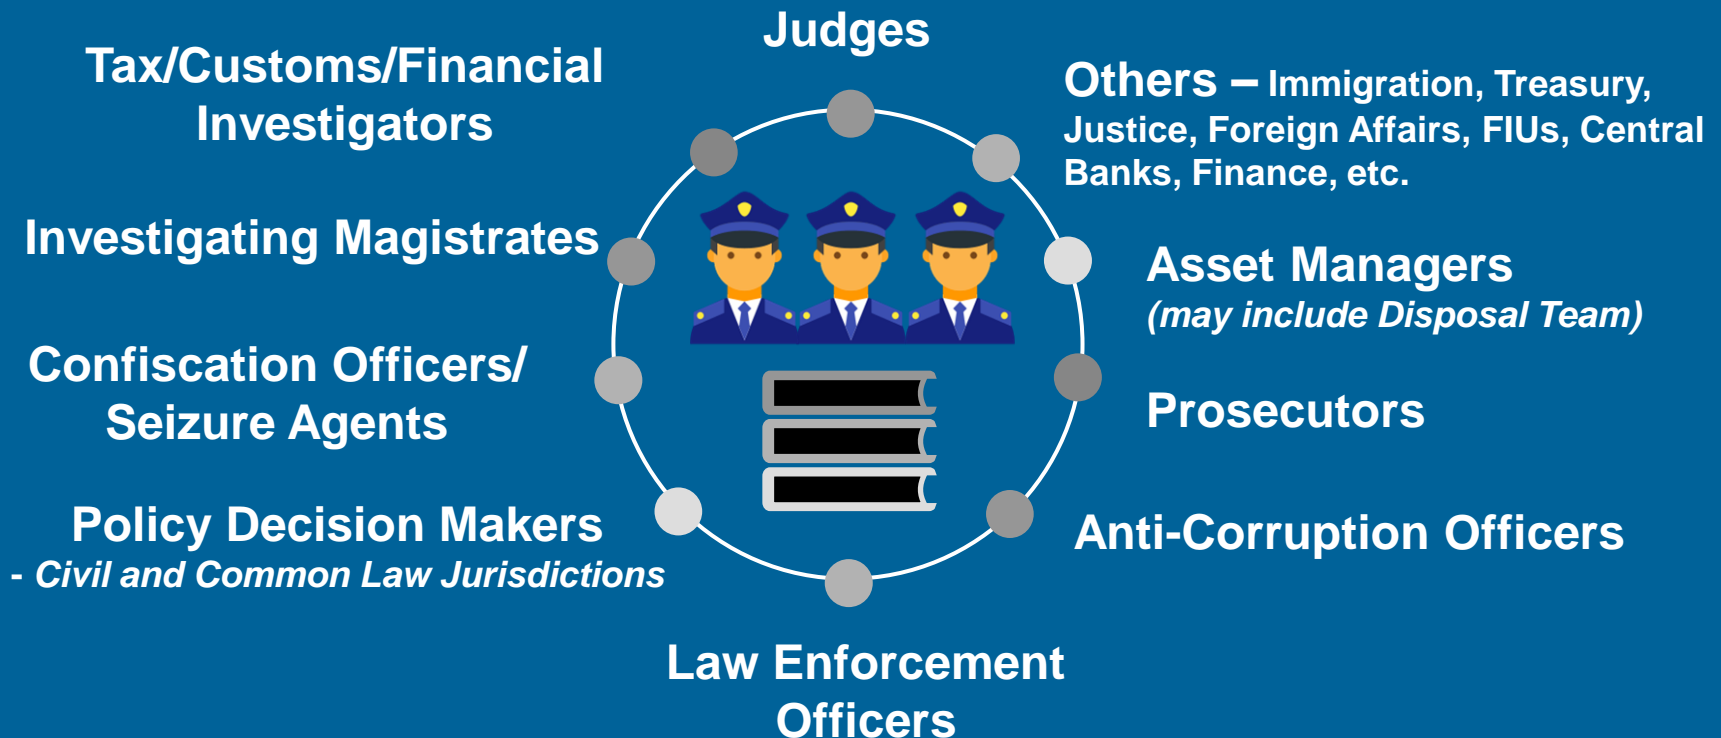 Judges
Tax/Customs/Financial
Investigators
Others – Immigration, Treasury,
Justice, Foreign Affairs, FIUs, Central
Banks, Finance, etc.
Investigating Magistrates
Asset Managers
(may include Disposal Team)
Confiscation Officers/
Seizure Agents
Prosecutors
Policy Decision Makers
- Civil and Common Law Jurisdictions
Anti-Corruption Officers
Law Enforcement
Officers